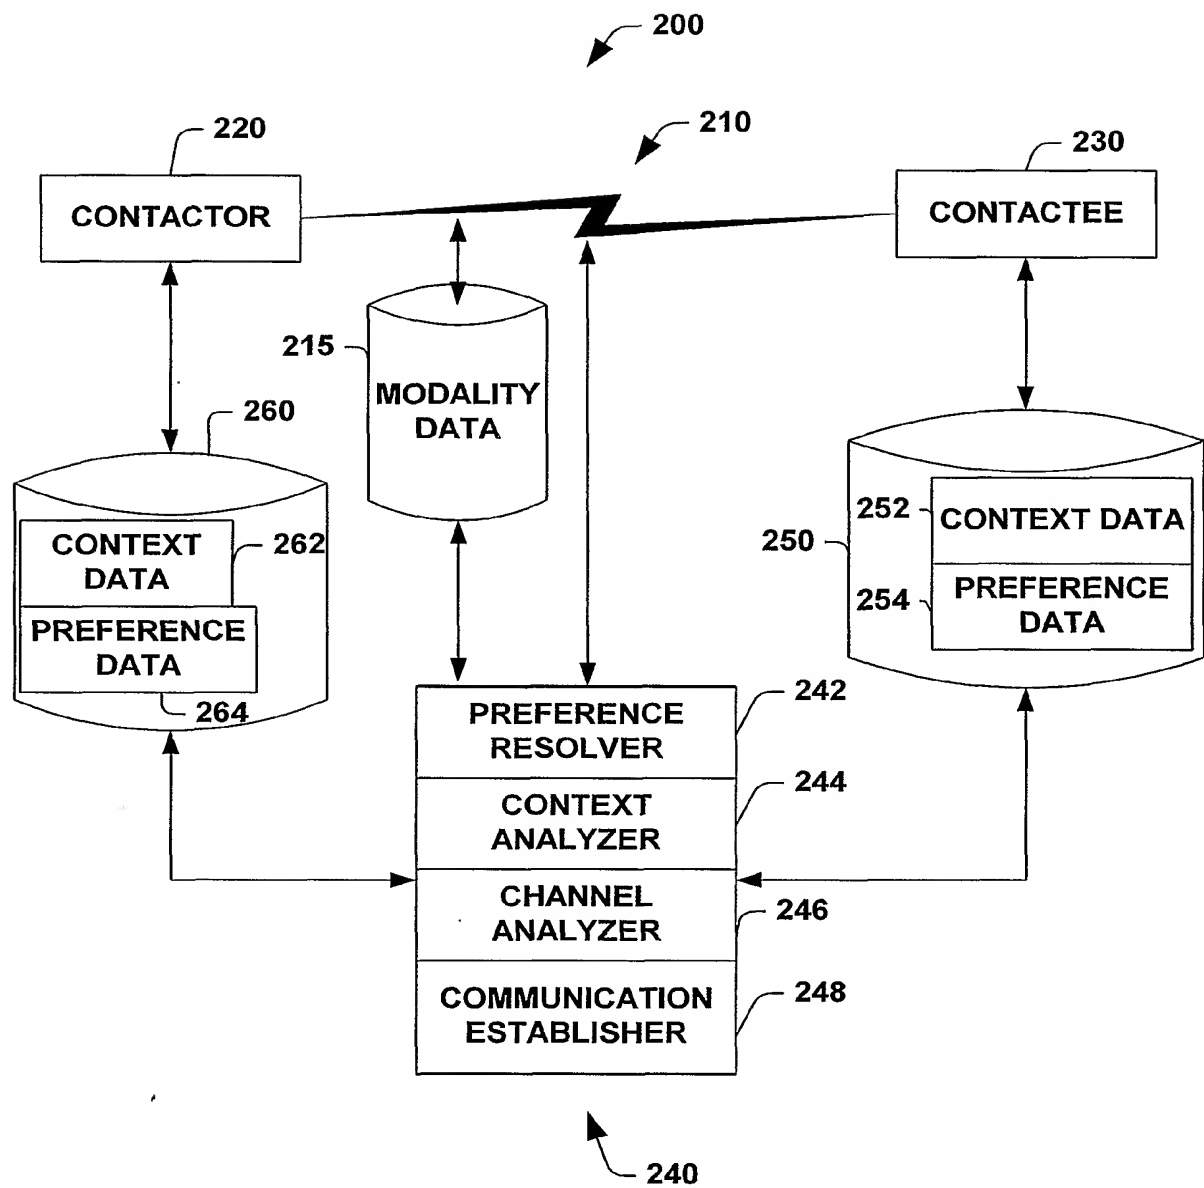 200
210
220
230
CONTACTOR
CONTACTEE
215
MODALITY
DATA
260
250
252
CONTEXT DATA
254
PREFERENCE
DATA
CONTEXT
DATA
262
PREFERENCE
DATA
264
PREFERENCE
RESOLVER
242
CONTEXT
ANALYZER
244
CHANNEL
ANALYZER
246
COMMUNICATION
ESTABLISHER
248
240